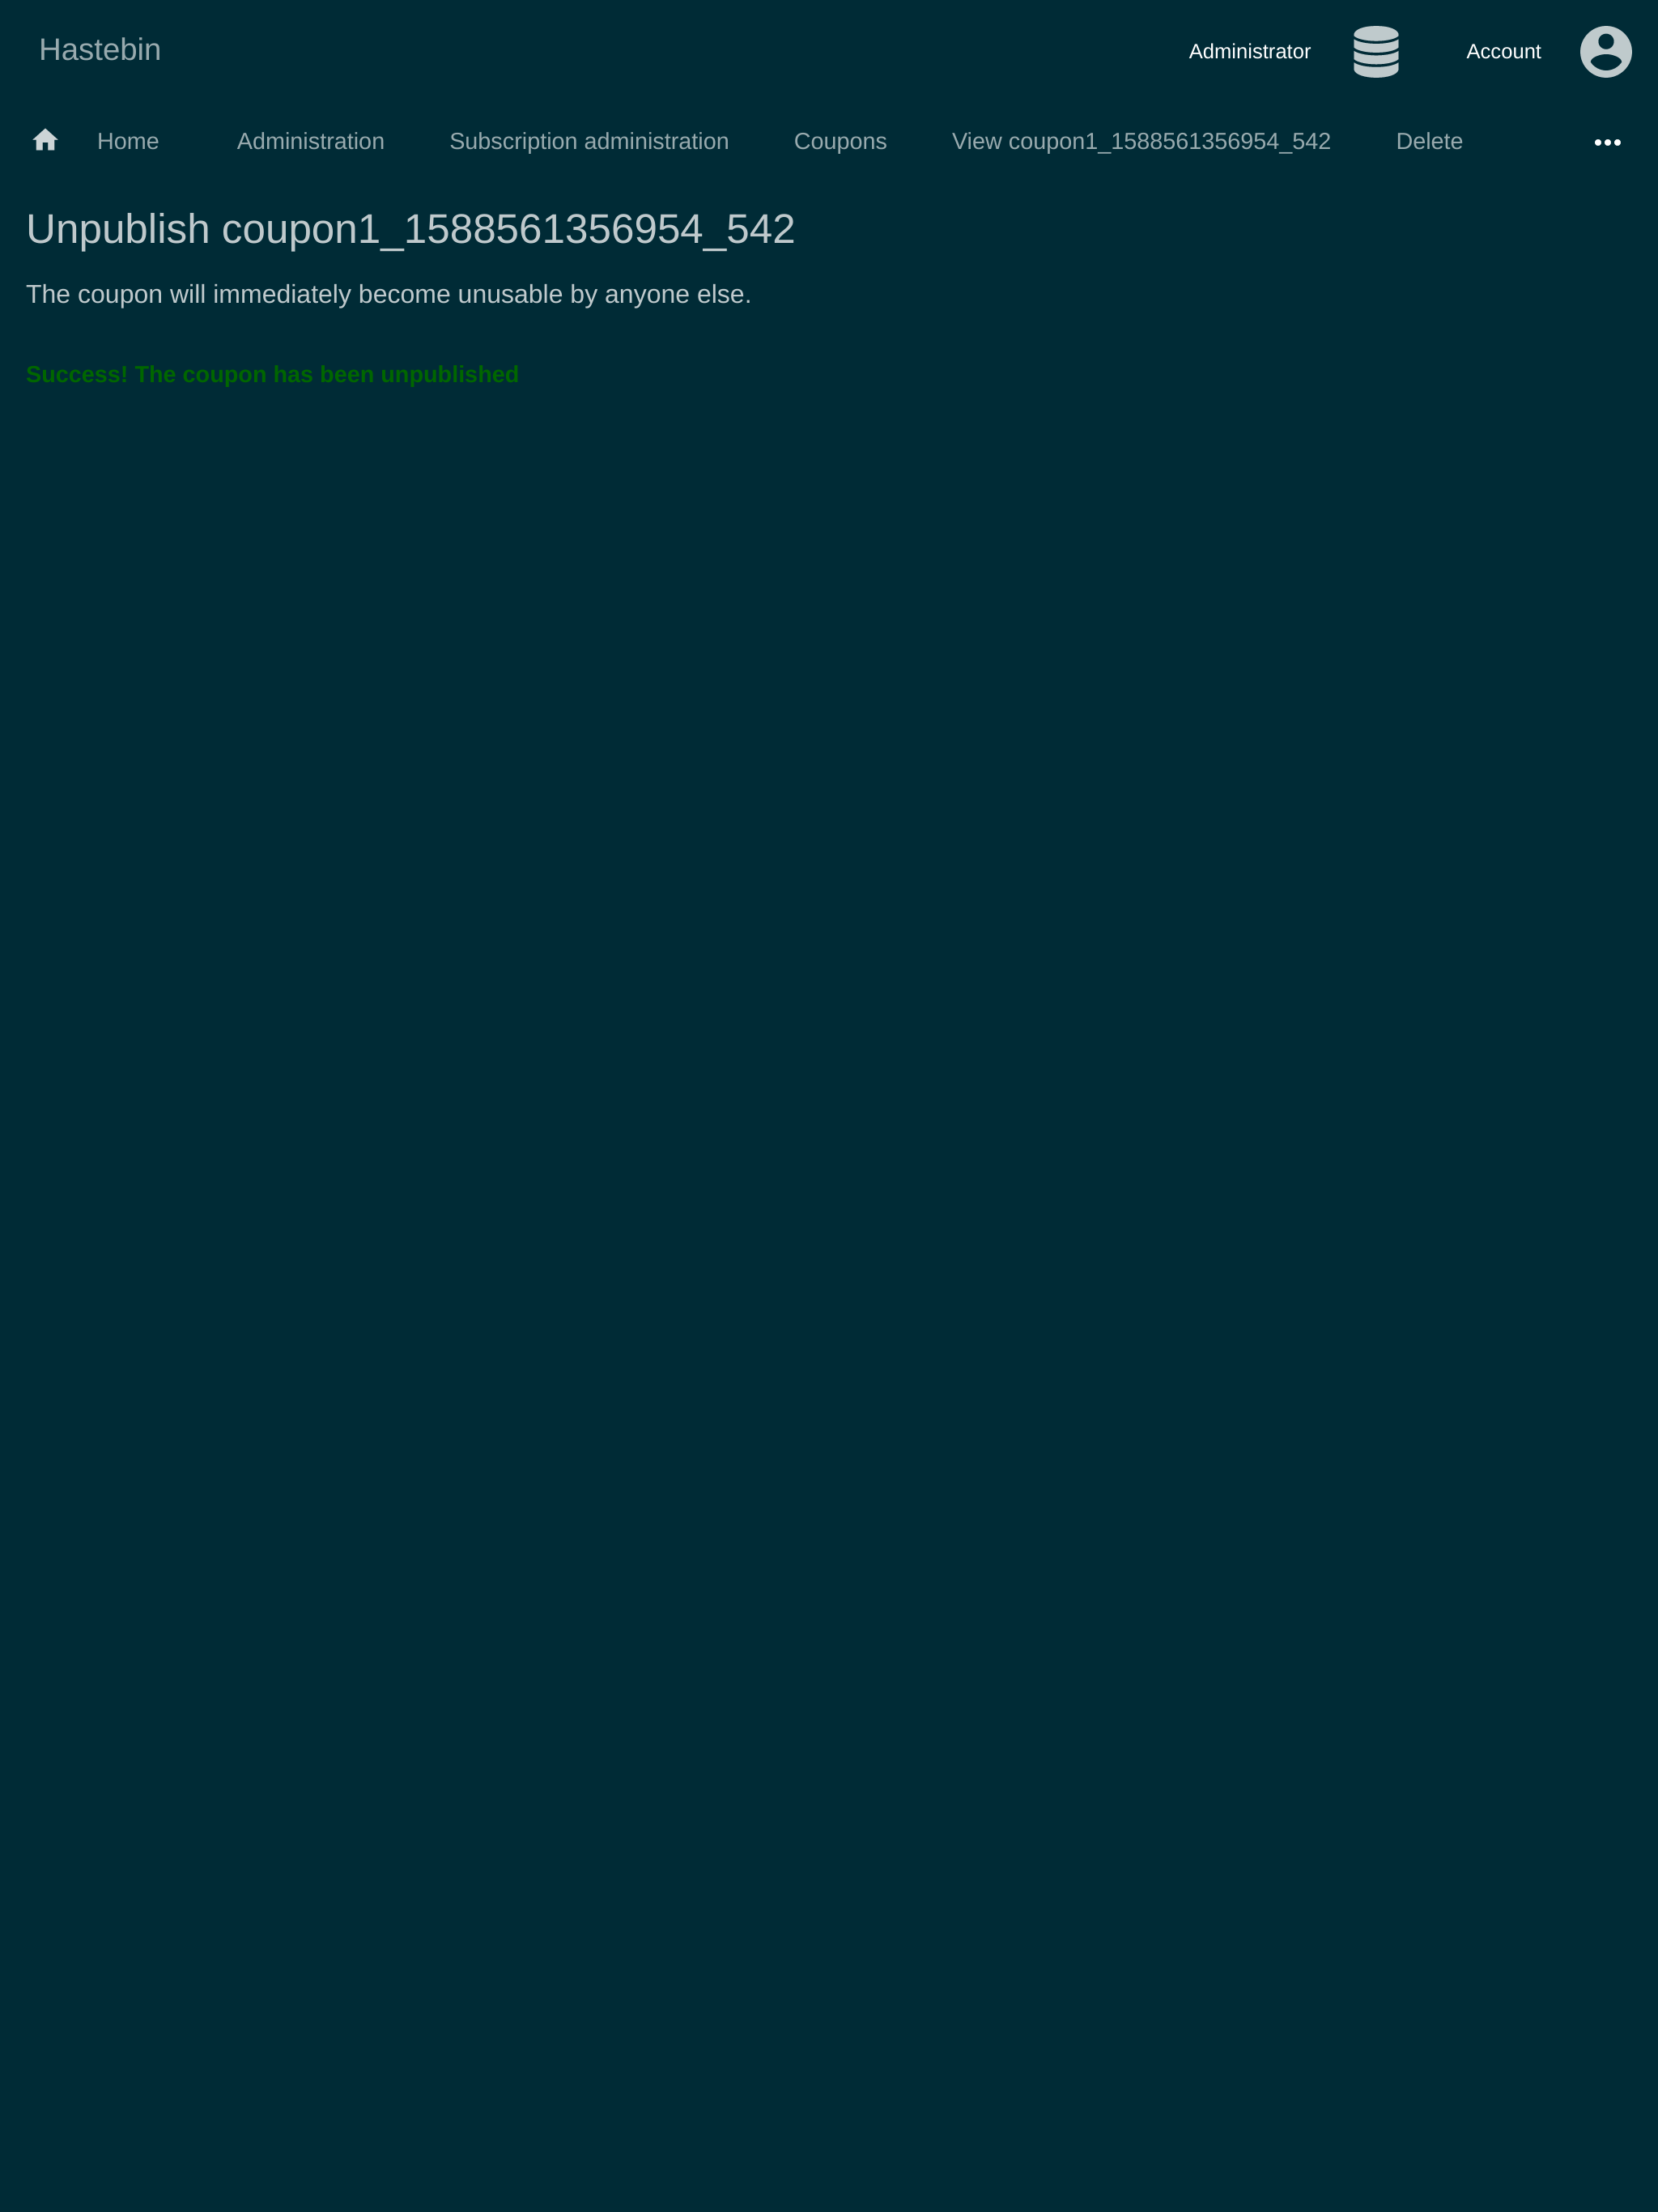 Hastebin
Administrator
Account
Home Administration Subscription administration Coupons View coupon1_1588561356954_542 Delete
Unpublish coupon1_1588561356954_542
The coupon will immediately become unusable by anyone else.
Success! The coupon has been unpublished